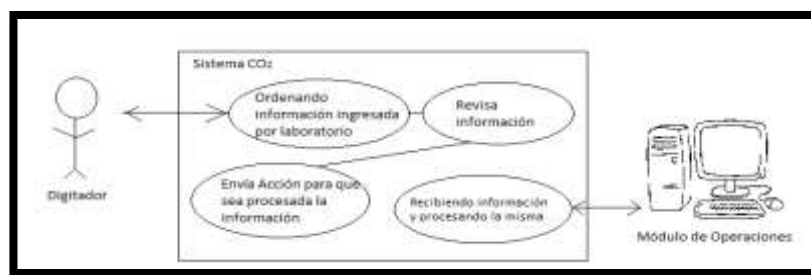 Sistema CO₂
Ordenando
información ingresada
por laboratorio
Revisa
información
Digitador
Envía Acción para que
sea procesada la
información
Recibiendo información
y procesando la misma
Módulo de Operaciones